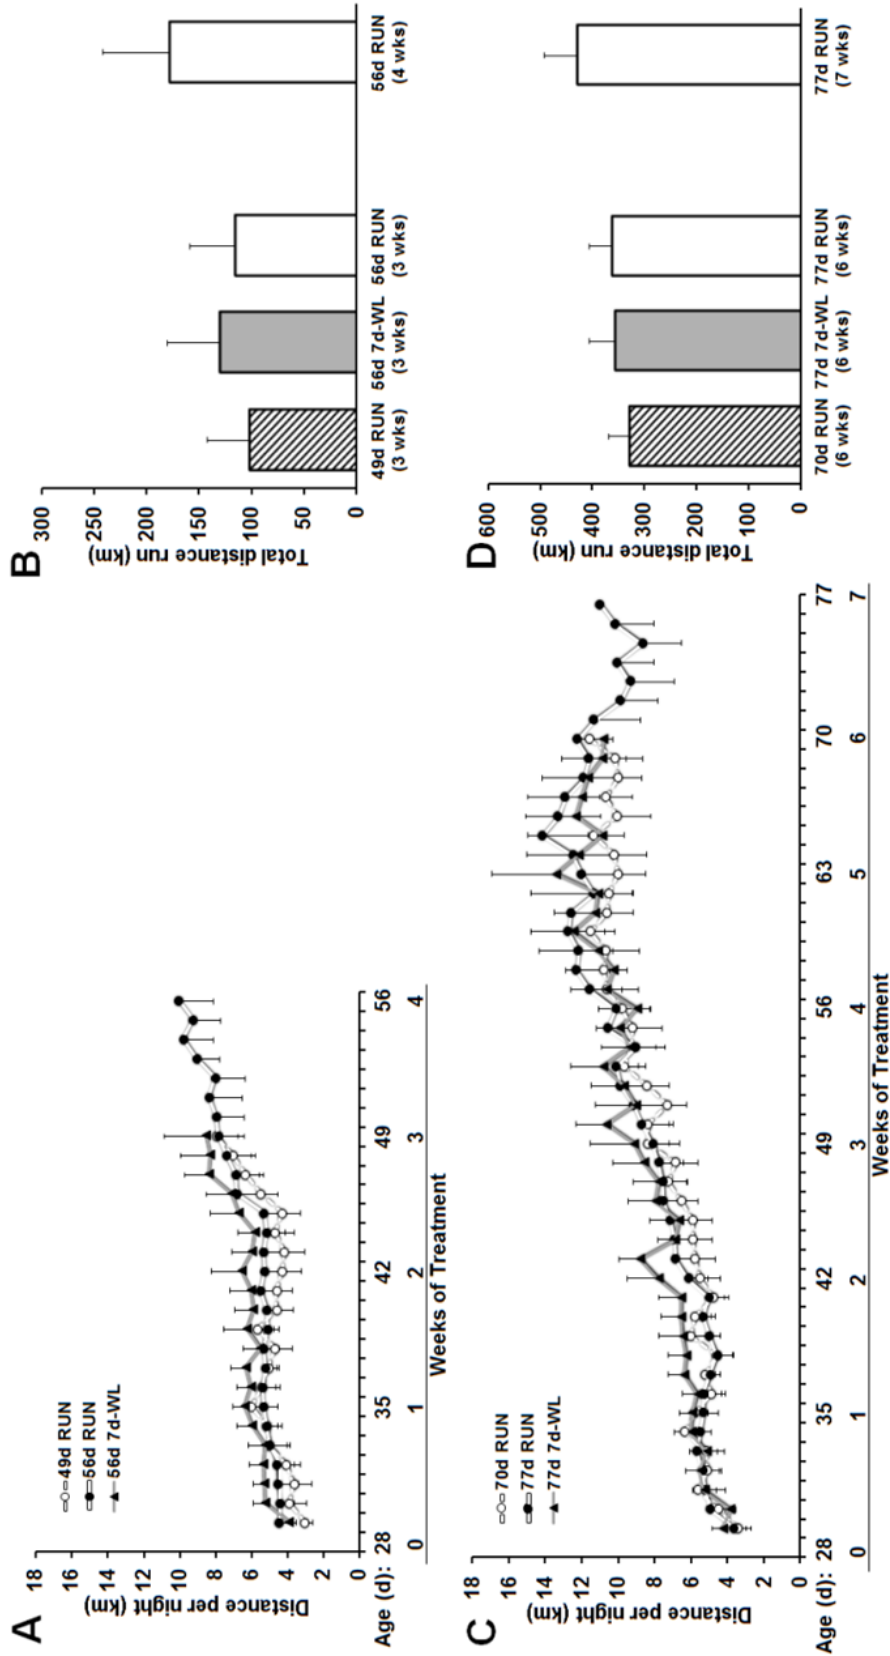 A
Distance per night (km)
18
16
14
12
10
8
6
4
2
0
49d RUN
56d RUN
56d 7d-WL
Age (d): 28 35 42 49 56
0 1 2 3 4
Weeks of Treatment
B
Total distance run (km)
300
250
200
150
100
50
0
49d RUN 56d 7d-WL 56d RUN 56d RUN
(3 wks) (3 wks) (3 wks) (4 wks)
C
Distance per night (km)
18
16
14
12
10
8
6
4
2
0
70d RUN
77d RUN
77d 7d-WL
Age (d): 28 35 42 49 56 63 70 77
0 1 2 3 4 5 6 7
Weeks of Treatment
D
Total distance run (km)
600
500
400
300
200
100
0
70d RUN 77d 7d-WL 77d RUN 77d RUN
(6 wks) (6 wks) (6 wks) (7 wks)